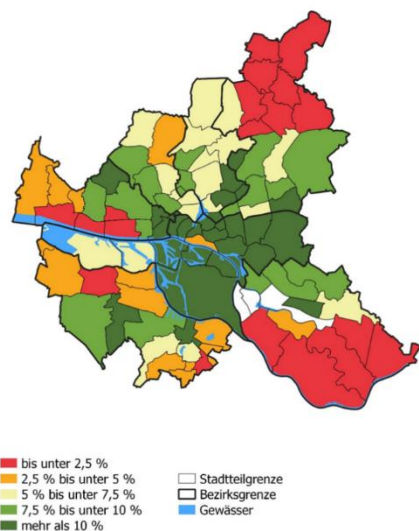 bis unter 2,5 %
2,5 % bis unter 5 %
5 % bis unter 7,5 %
7,5 % bis unter 10 %
mehr als 10 %
Stadtteilgrenze
Bezirksgrenze
Gewässer